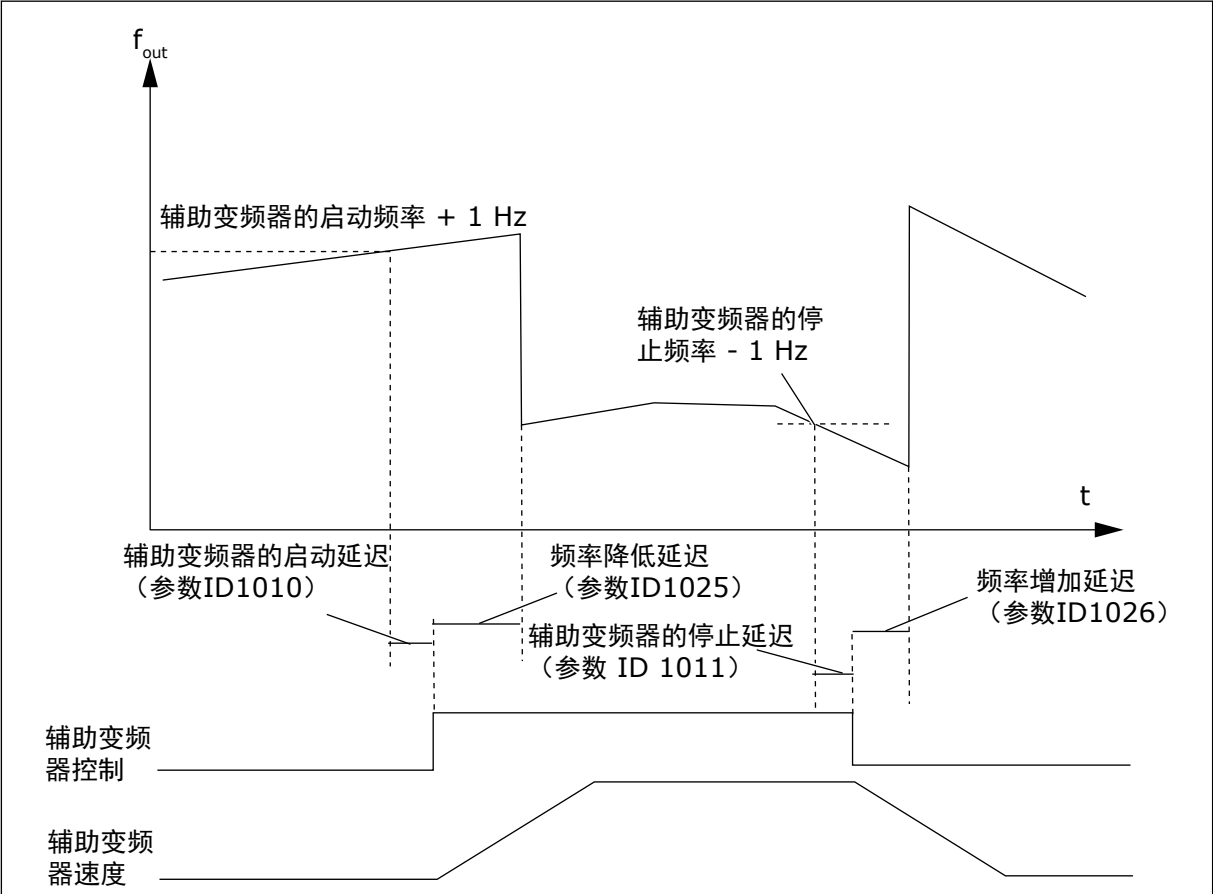 fout
辅助变频器的启动频率 + 1 Hz
辅助变频器的停
止频率 - 1 Hz
t
辅助变频器的启动延迟
（参数ID1010）
频率降低延迟
（参数ID1025）
频率增加延迟
（参数ID1026）
辅助变频器的停止延迟
（参数 ID 1011）
辅助变频
器控制
辅助变频
器速度